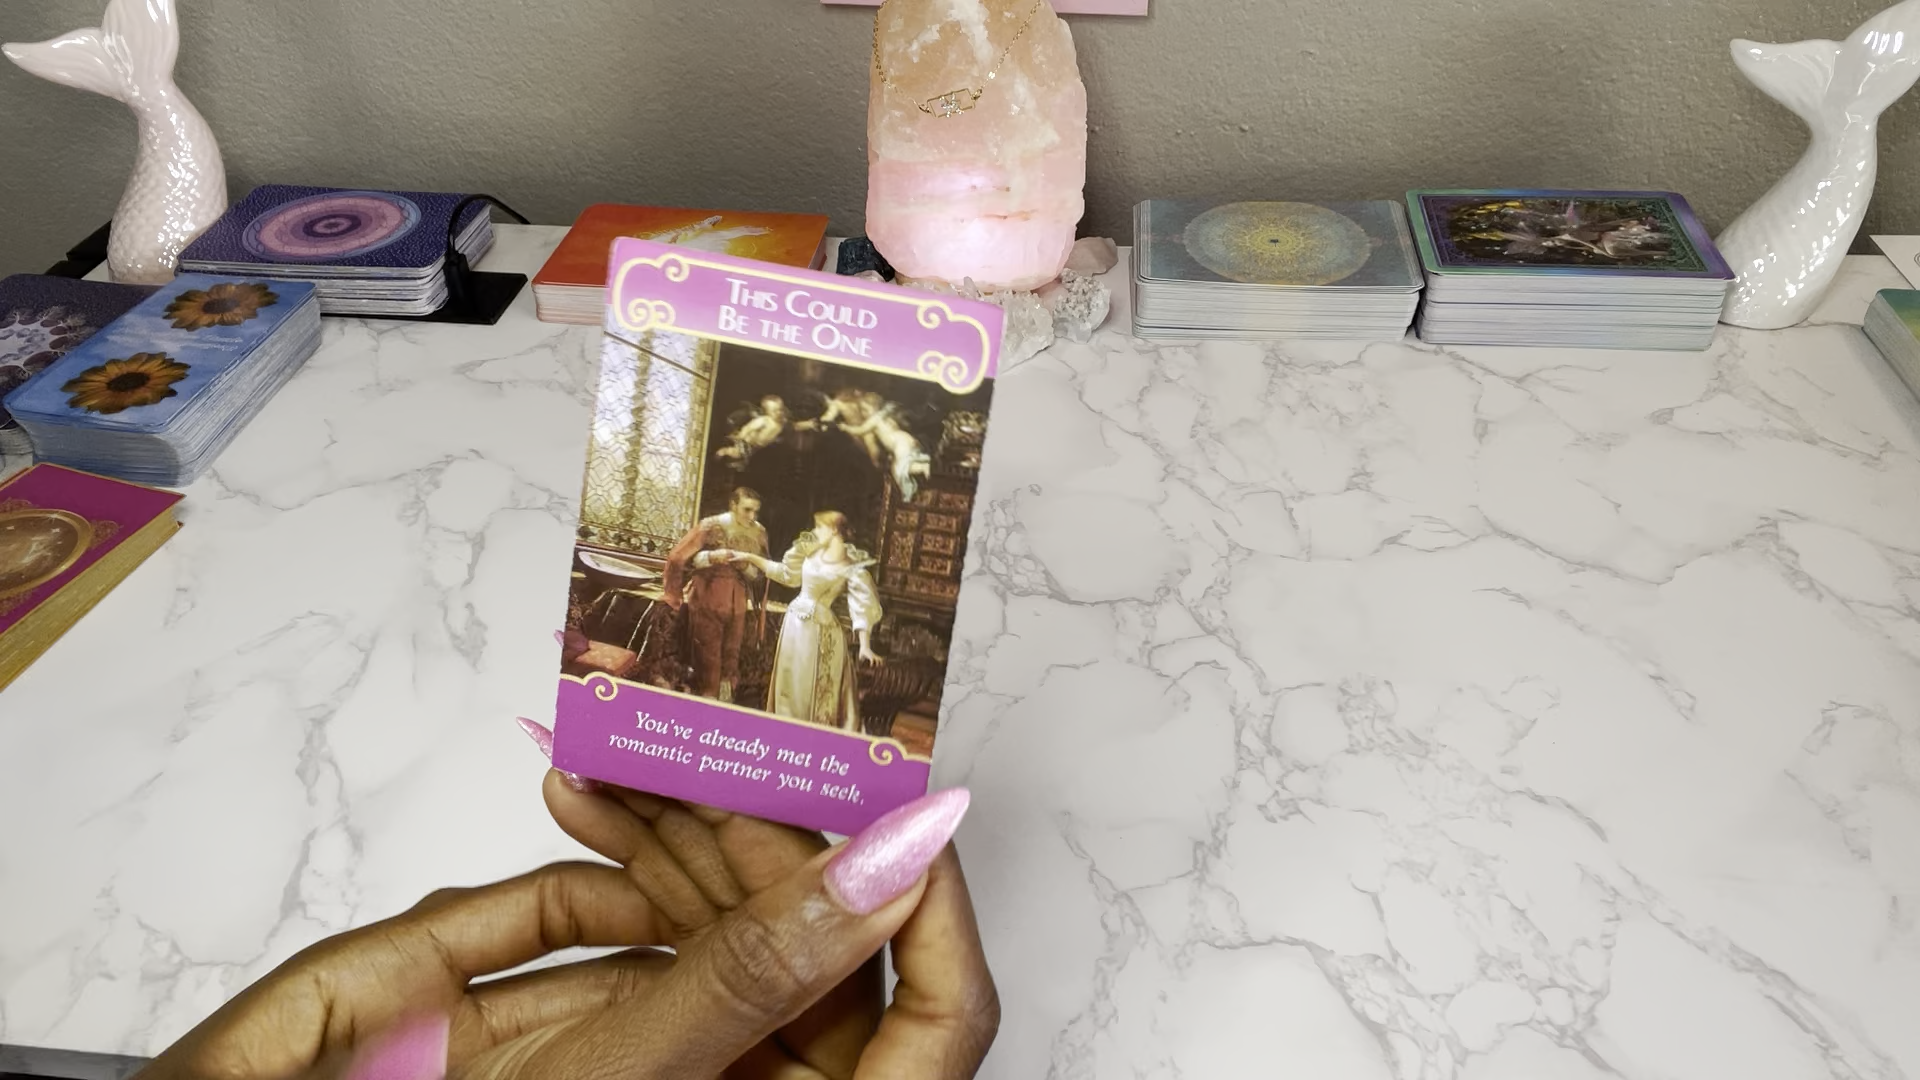 This Could
Be the One
You've already met the
romantic partner you seek.